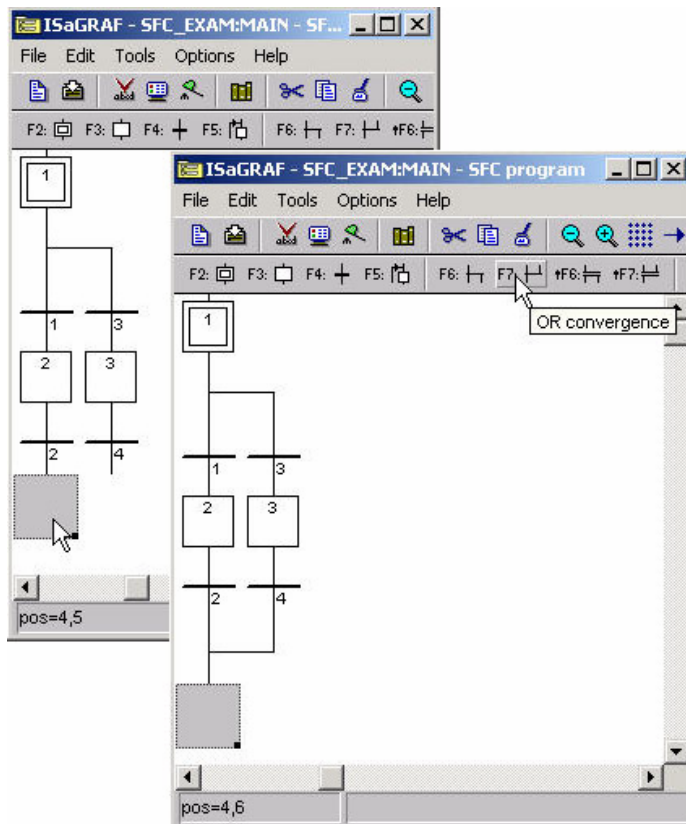 ISaGRAF - SFC_EXAM:MAIN - SF...
File Edit Tools Options Help
F2: F3: F4: F5: F6: F7: ↑F6:
1
1 3
2 3
2 4
pos=4,5
ISaGRAF - SFC_EXAM:MAIN - SFC program
File Edit Tools Options Help
F2: F3: F4: F5: F6: F7: ↑F6: ↑F7:
OR convergence
1
1 3
2 3
2 4
pos=4,6